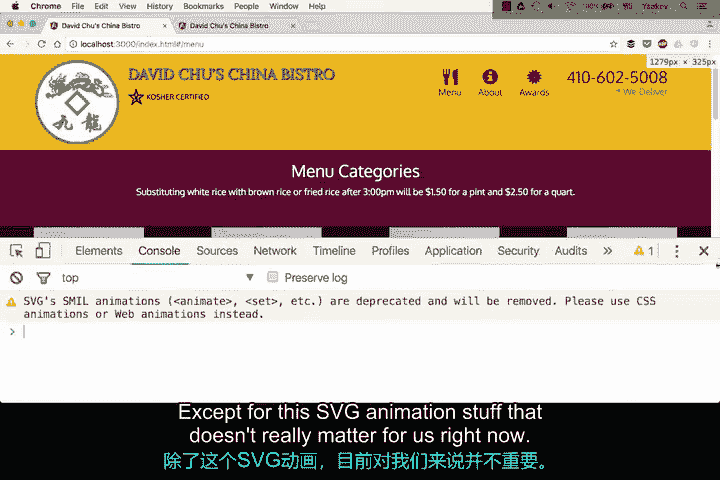 Chrome File Edit View History Bookmarks People Window Help
100%
Yaakov
David Chu's China Bistro
David Chu's China Bistro
localhost:3000/index.html#/menu
1279px × 325px
DAVID CHU'S CHINA BISTRO
KOSHER CERTIFIED
九龍
Menu
About
Awards
410-602-5008
* We Deliver
Menu Categories
Substituting white rice with brown rice or fried rice after 3:00pm will be $1.50 for a pint and $2.50 for a quart.
Elements Console Sources Network Timeline Profiles Application Security Audits » 1
top
Preserve log
SVG's SMIL animations (<animate>, <set>, etc.) are deprecated and will be removed. Please use CSS
animations or Web animations instead.
Except for this SVG animation stuff that
doesn't really matter for us right now.
除了这个SVG动画，目前对我们来说并不重要。